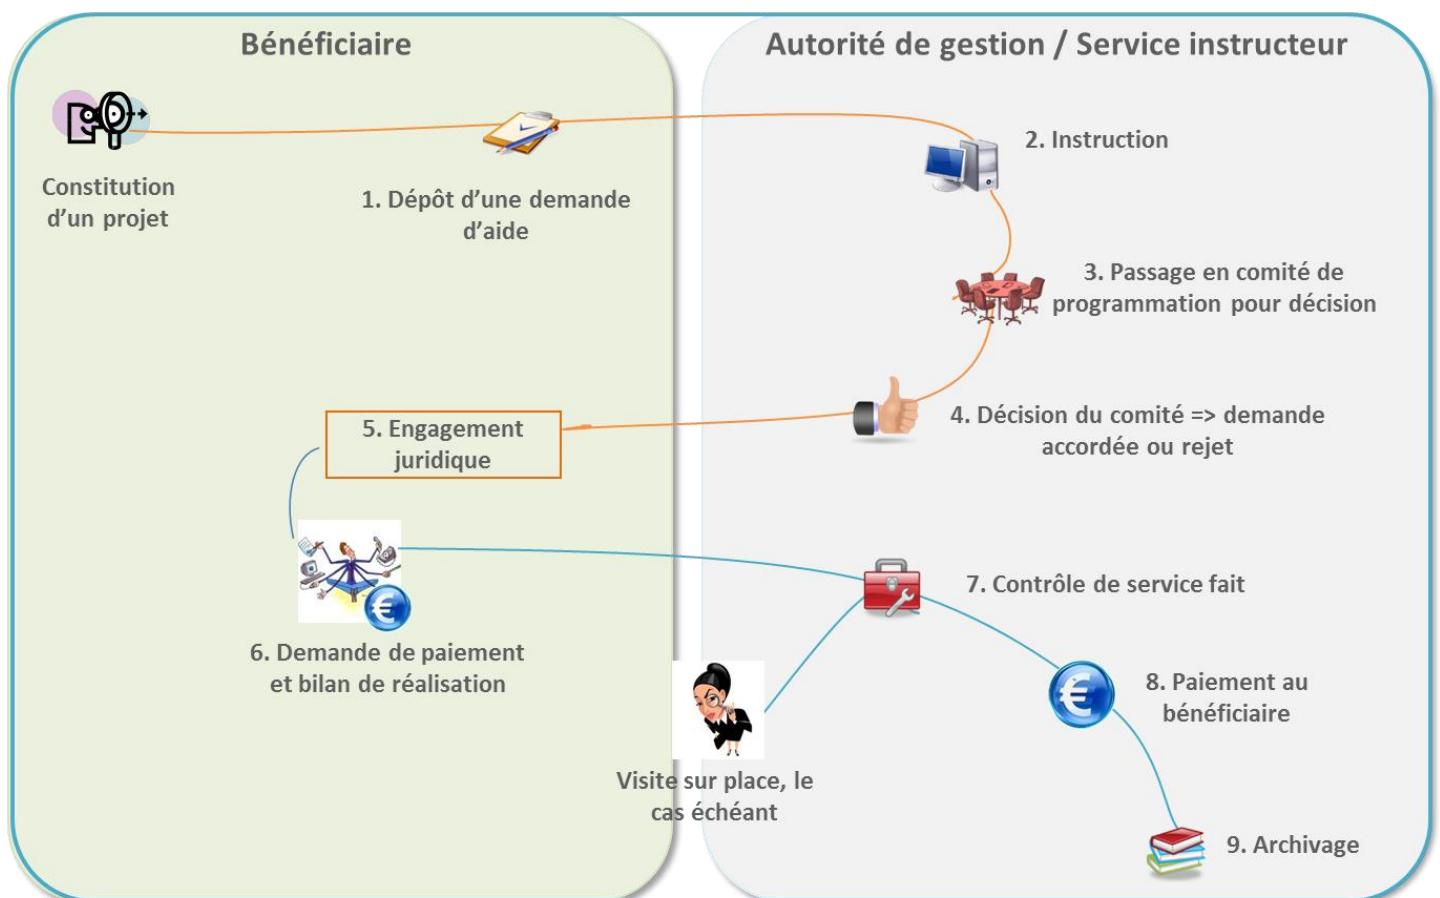 Bénéficiaire
Autorité de gestion / Service instructeur
Constitution
d’un projet
1. Dépôt d’une demande
d’aide
2. Instruction
3. Passage en comité de
programmation pour décision
4. Décision du comité => demande
accordée ou rejet
5. Engagement
juridique
6. Demande de paiement
et bilan de réalisation
7. Contrôle de service fait
Visite sur place, le
cas échéant
8. Paiement au
bénéficiaire
9. Archivage